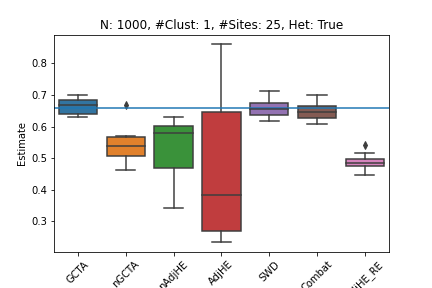 N: 1000, #Clust: 1, #Sites: 25, Het: True
Estimate
0.8
0.7
0.6
0.5
0.4
0.3
GCTA
nGCTA
nAdjHE
AdjHE
SWD
Combat